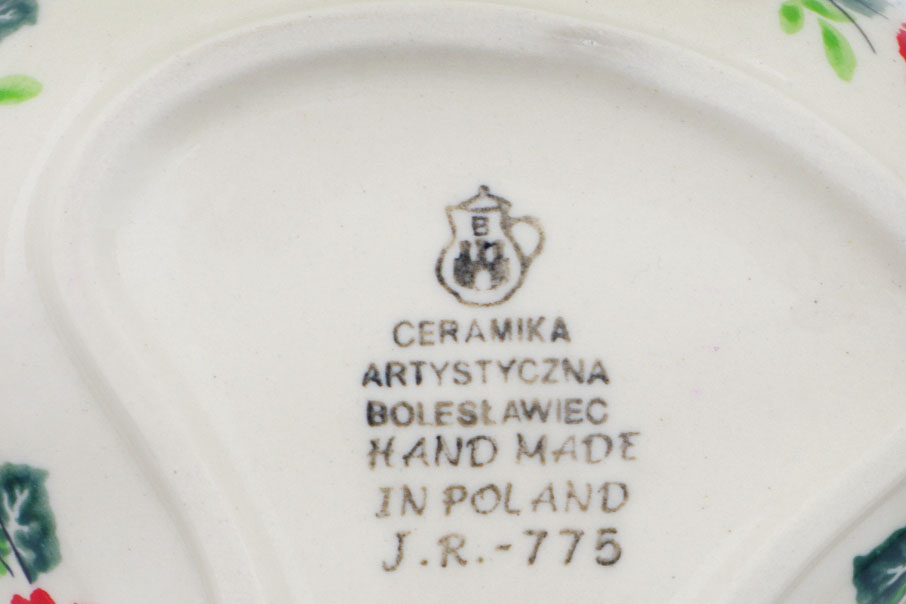 B
CERAMIKA
ARTYSTYCZNA
BOLESŁAWIEC
HAND MADE
IN POLAND
J.R.-775